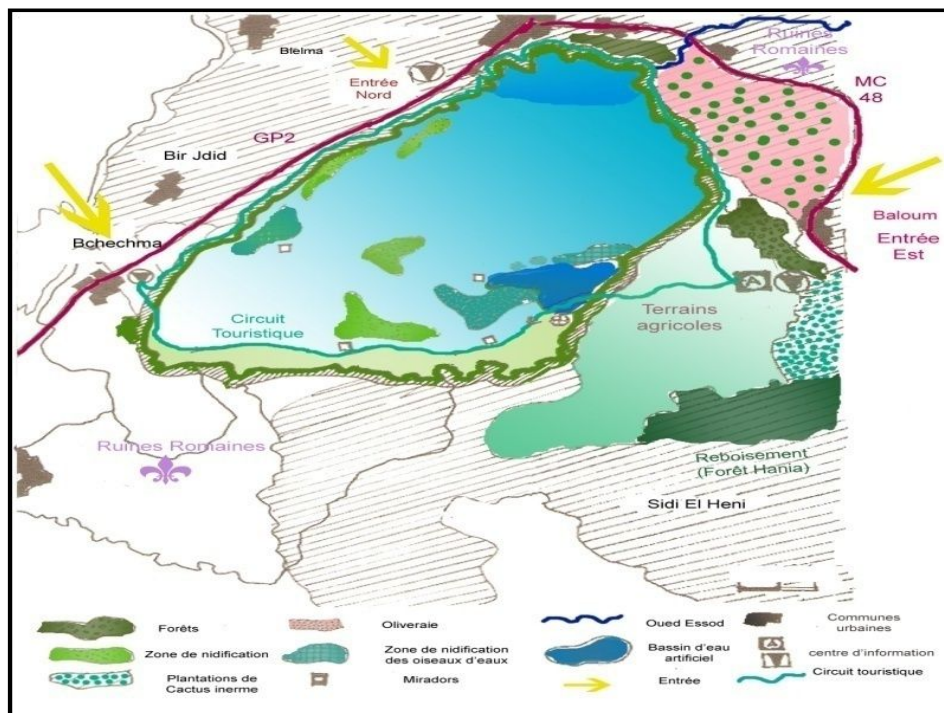 Blelma
Ruines
Romaines
Entrée
Nord
MC
48
GP2
Bir Jdid
Bchechma
Baloum
Entrée
Est
Circuit
Touristique
Terrains
agricoles
Ruines Romaines
Reboisement
(Forêt Hania)
Sidi El Heni
Forêts
Oliveraie
Oued Essod
Communes
urbaines
Zone de nidification
Zone de nidification
des oiseaux d'eaux
Bassin d'eau
artificiel
centre d'information
Plantations de
Cactus inerme
Miradors
Entrée
Circuit touristique